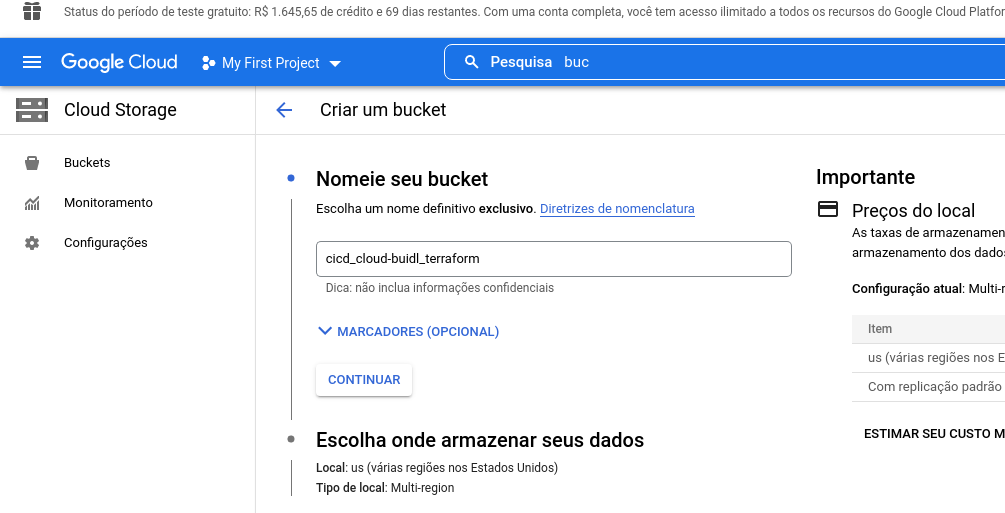 Status do período de teste gratuito: R$ 1.645,65 de crédito e 69 dias restantes. Com uma conta completa, você tem acesso ilimitado a todos os recursos do Google Cloud Platfor
Google Cloud
My First Project
Pesquisa buc
Cloud Storage
Criar um bucket
Buckets
Monitoramento
Configurações
Nomeie seu bucket
Escolha um nome definitivo exclusivo. Diretrizes de nomenclatura
cicd_cloud-buidl_terraform
Dica: não inclua informações confidenciais
MARCADORES (OPCIONAL)
CONTINUAR
Escolha onde armazenar seus dados
Local: us (várias regiões nos Estados Unidos)
Tipo de local: Multi-region
Importante
Preços do local
As taxas de armazenamen
armazenamento dos dados
Configuração atual: Multi-r
Item
us (várias regiões nos E
Com replicação padrão
ESTIMAR SEU CUSTO M